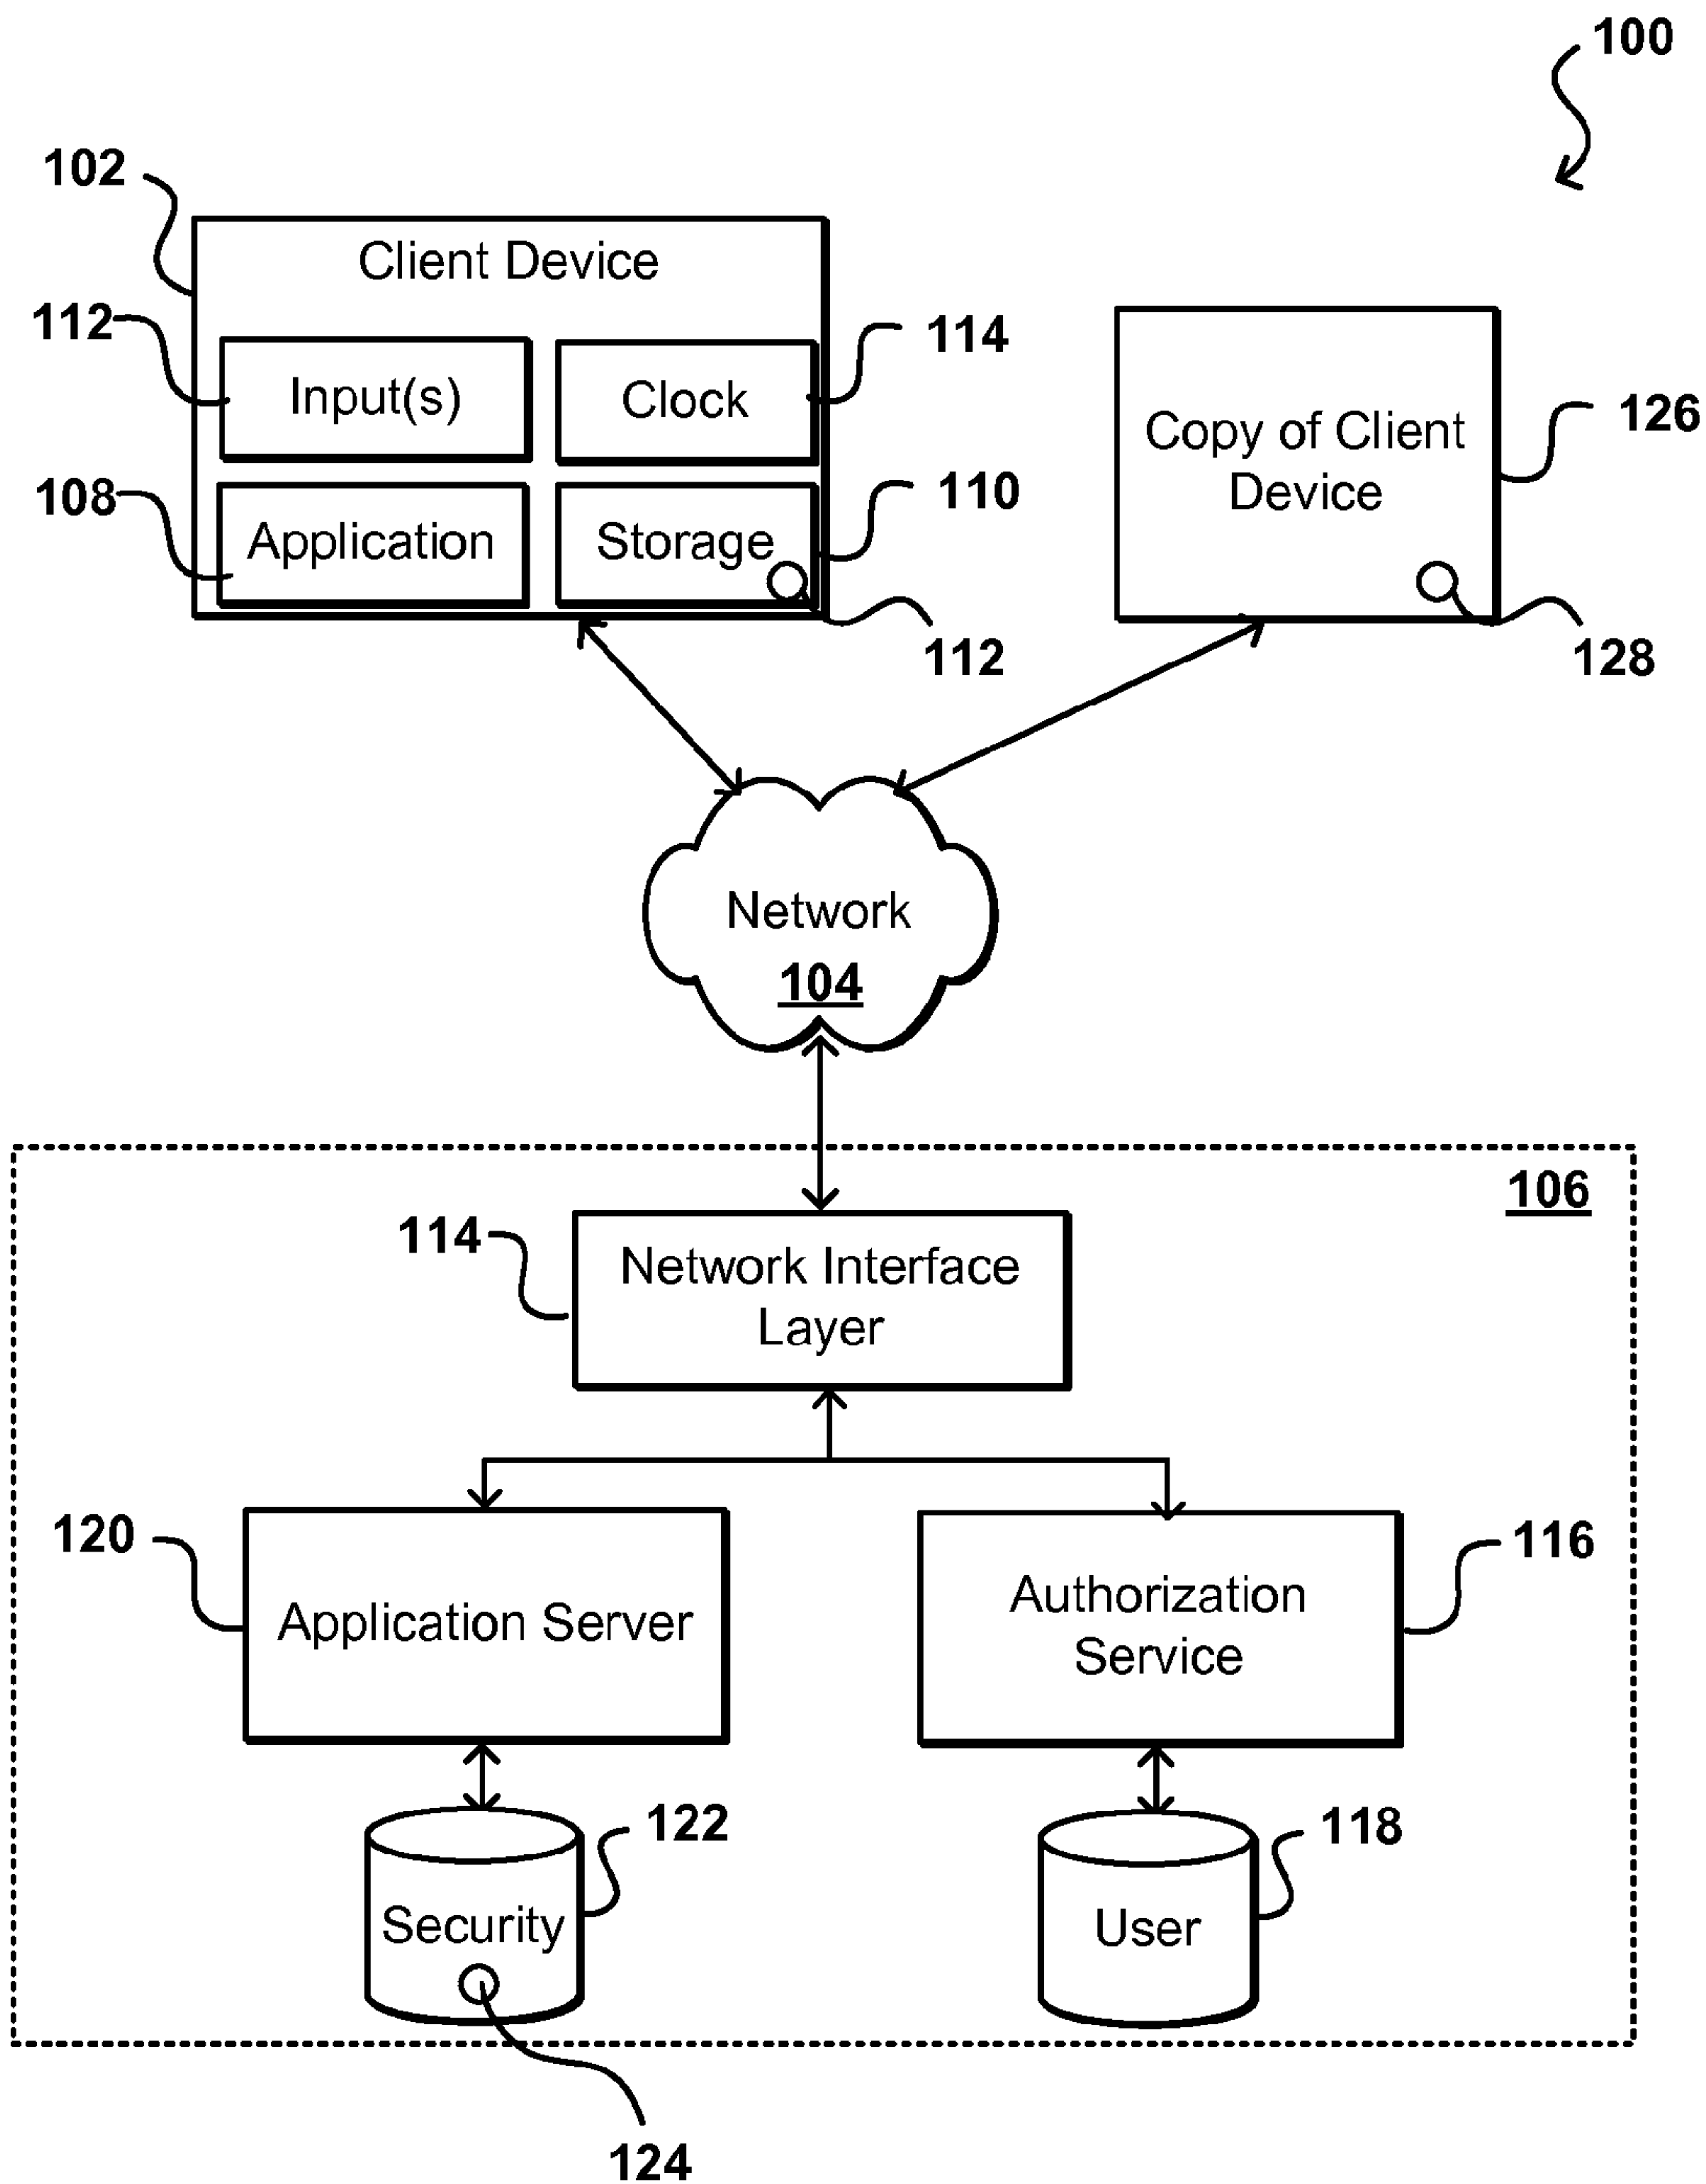 100
102
Client Device
112
Input(s)
Clock
114
108
Application
Storage
110
112
Copy of Client
Device
126
128
Network
104
106
114
Network Interface
Layer
120
Application Server
Authorization
Service
116
Security
122
User
118
124